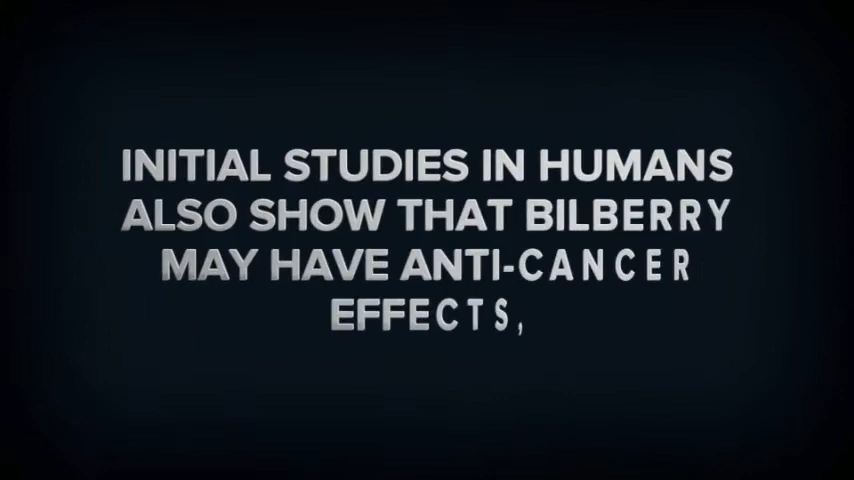 INITIAL STUDIES IN HUMANS
ALSO SHOW THAT BILBERRY
MAY HAVE ANTI-CANCER
EFFECTS,